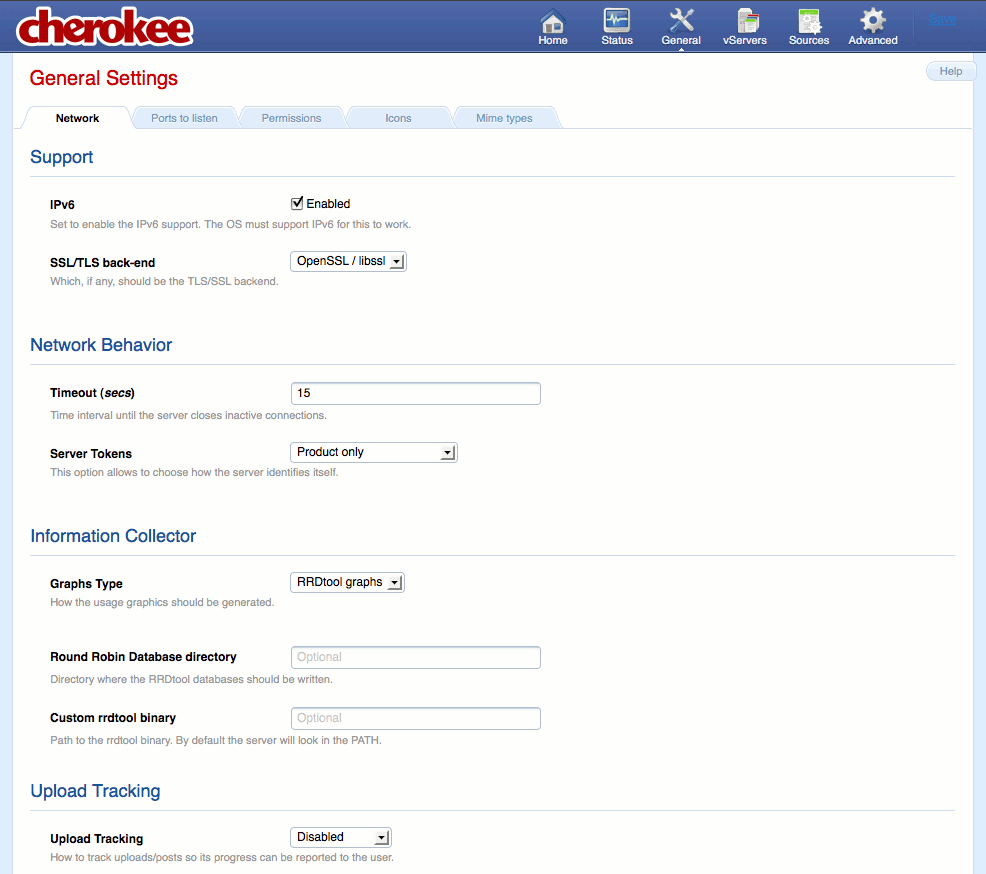 cherokee
Home Status General vServers Sources Advanced Save
General Settings
Help
Network Ports to listen Permissions Icons Mime types
Support
IPv6 Enabled
Set to enable the IPv6 support. The OS must support IPv6 for this to work.
SSL/TLS back-end OpenSSL / libssl
Which, if any, should be the TLS/SSL backend.
Network Behavior
Timeout (secs) 15
Time interval until the server closes inactive connections.
Server Tokens Product only
This option allows to choose how the server identifies itself.
Information Collector
Graphs Type RRDtool graphs
How the usage graphics should be generated.
Round Robin Database directory Optional
Directory where the RRDtool databases should be written.
Custom rrdtool binary Optional
Path to the rrdtool binary. By default the server will look in the PATH.
Upload Tracking
Upload Tracking Disabled
How to track uploads/posts so its progress can be reported to the user.